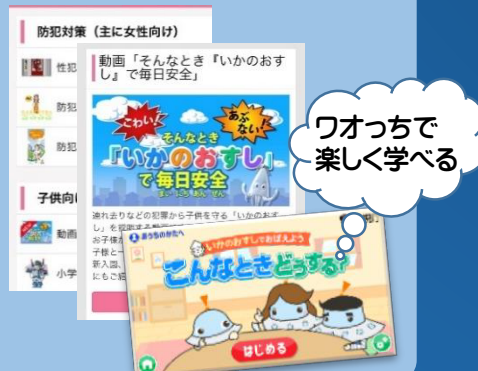 防犯対策（主に女性向け）
性犯
防犯
防犯
子供向
動画
小学
動画「そんなとき『いかのおす
し』で毎日安全」
こわい！
あぶない！
そんなとき
『いかのおすし』
で毎日安全
連れ去りなどの犯罪から子供を守る「いかのおす
お子様
子様と一
新入園、
にもご
ワオっちで
楽しく学べる
おうちのかたへ
いかのおすしでおぼえよう
こんなときどうする？
はじめる